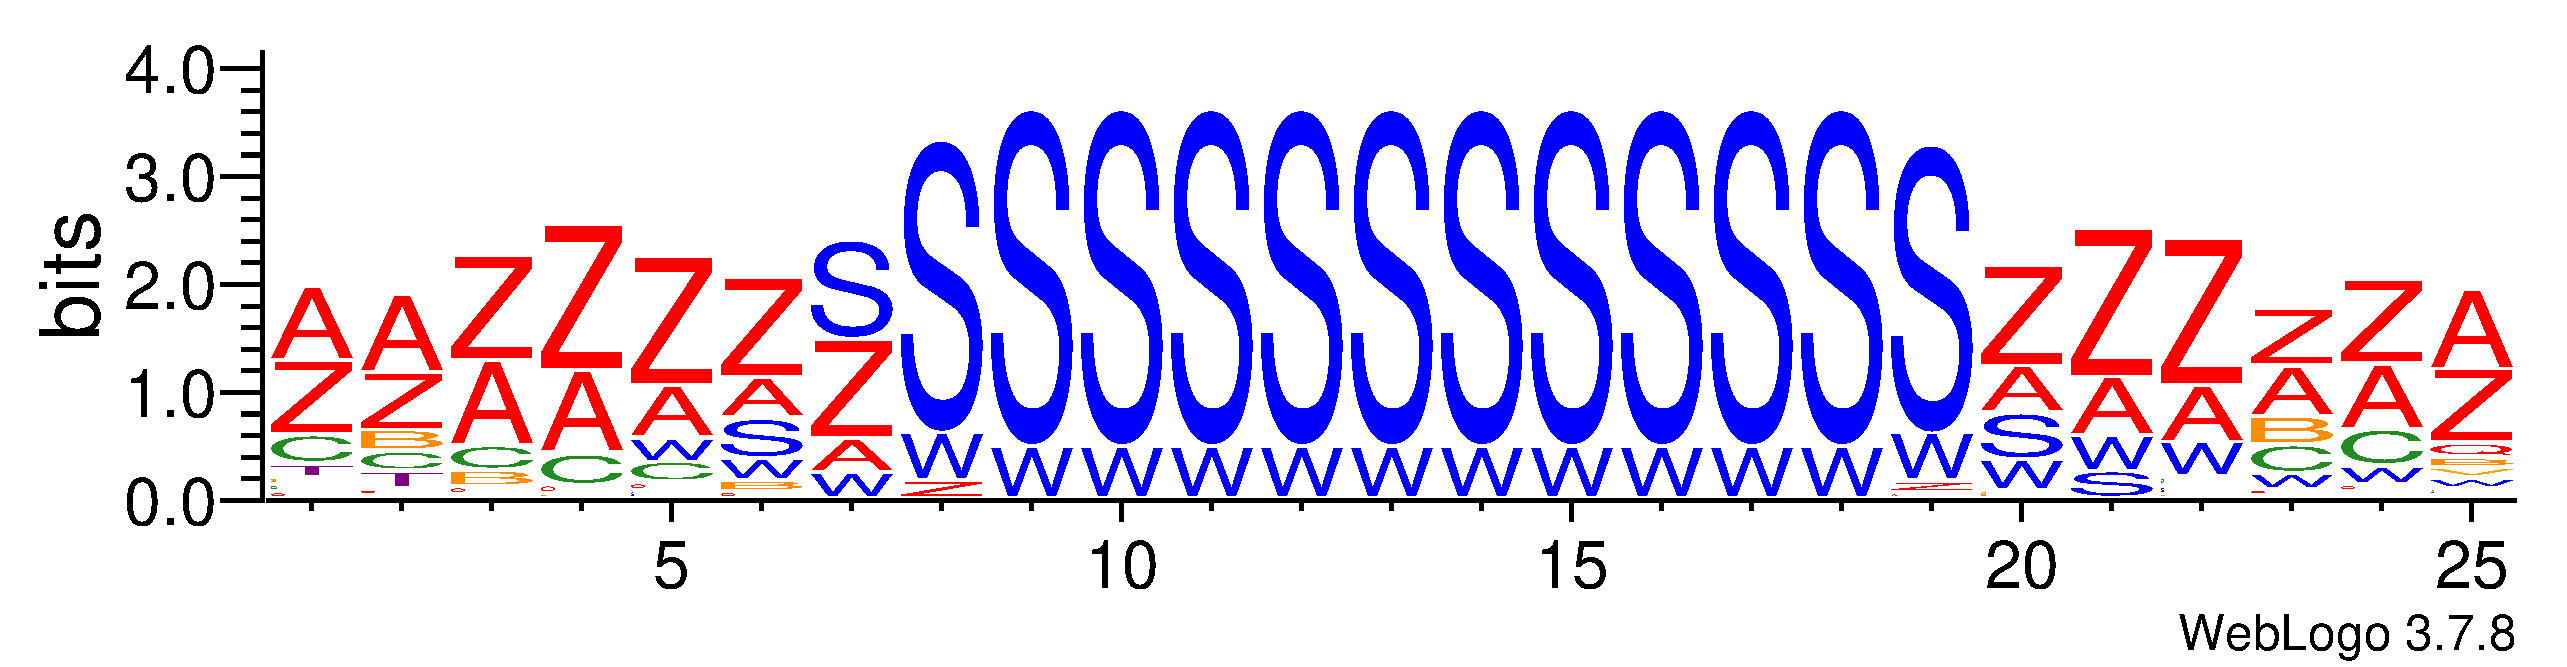 4.0
3.0
2.0
1.0
0.0
bits
A A Z Z Z Z S S S S S S S S S S S S S Z Z Z Z Z A
Z Z A A A A Z W W W W W W W W W W W W A A A A A Z
C B C C W S A Z Z S W W B C Q
T C B C W W W S C W B
T B W
5 10 15 20 25
WebLogo 3.7.8